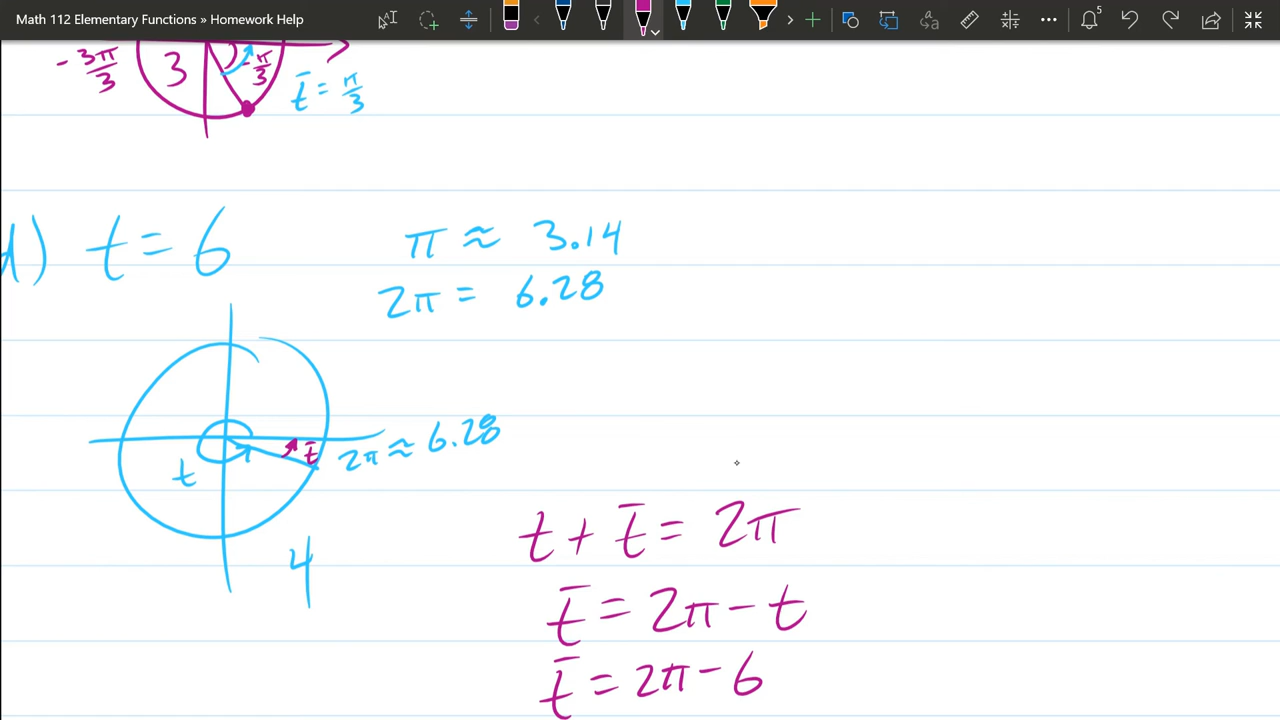 Math 112 Elementary Functions » Homework Help
5
-3π/3
3
-π/3
t̄ = π/3
d) t = 6
π ≈ 3.14
2π = 6.28
t
t̄
2π ≈ 6.28
4
t + t̄ = 2π
t̄ = 2π - t
t̄ = 2π - 6